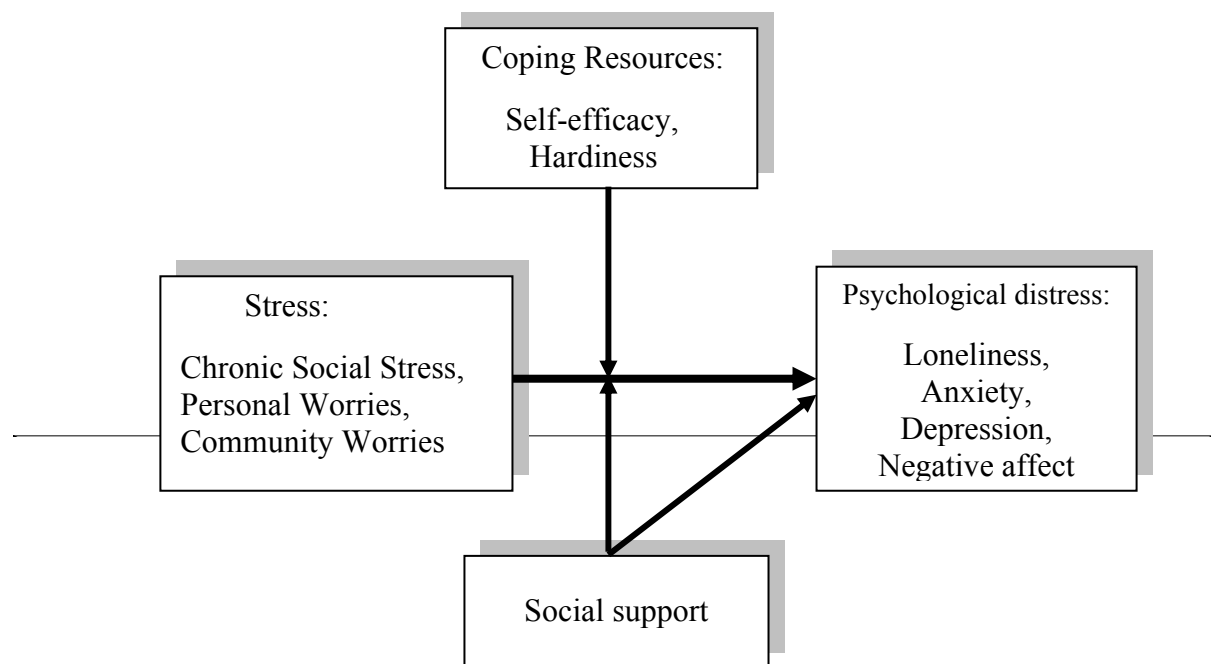 Coping Resources:
Self-efficacy,
Hardiness
Stress:
Chronic Social Stress,
Personal Worries,
Community Worries
Psychological distress:
Loneliness,
Anxiety,
Depression,
Negative affect
Social support